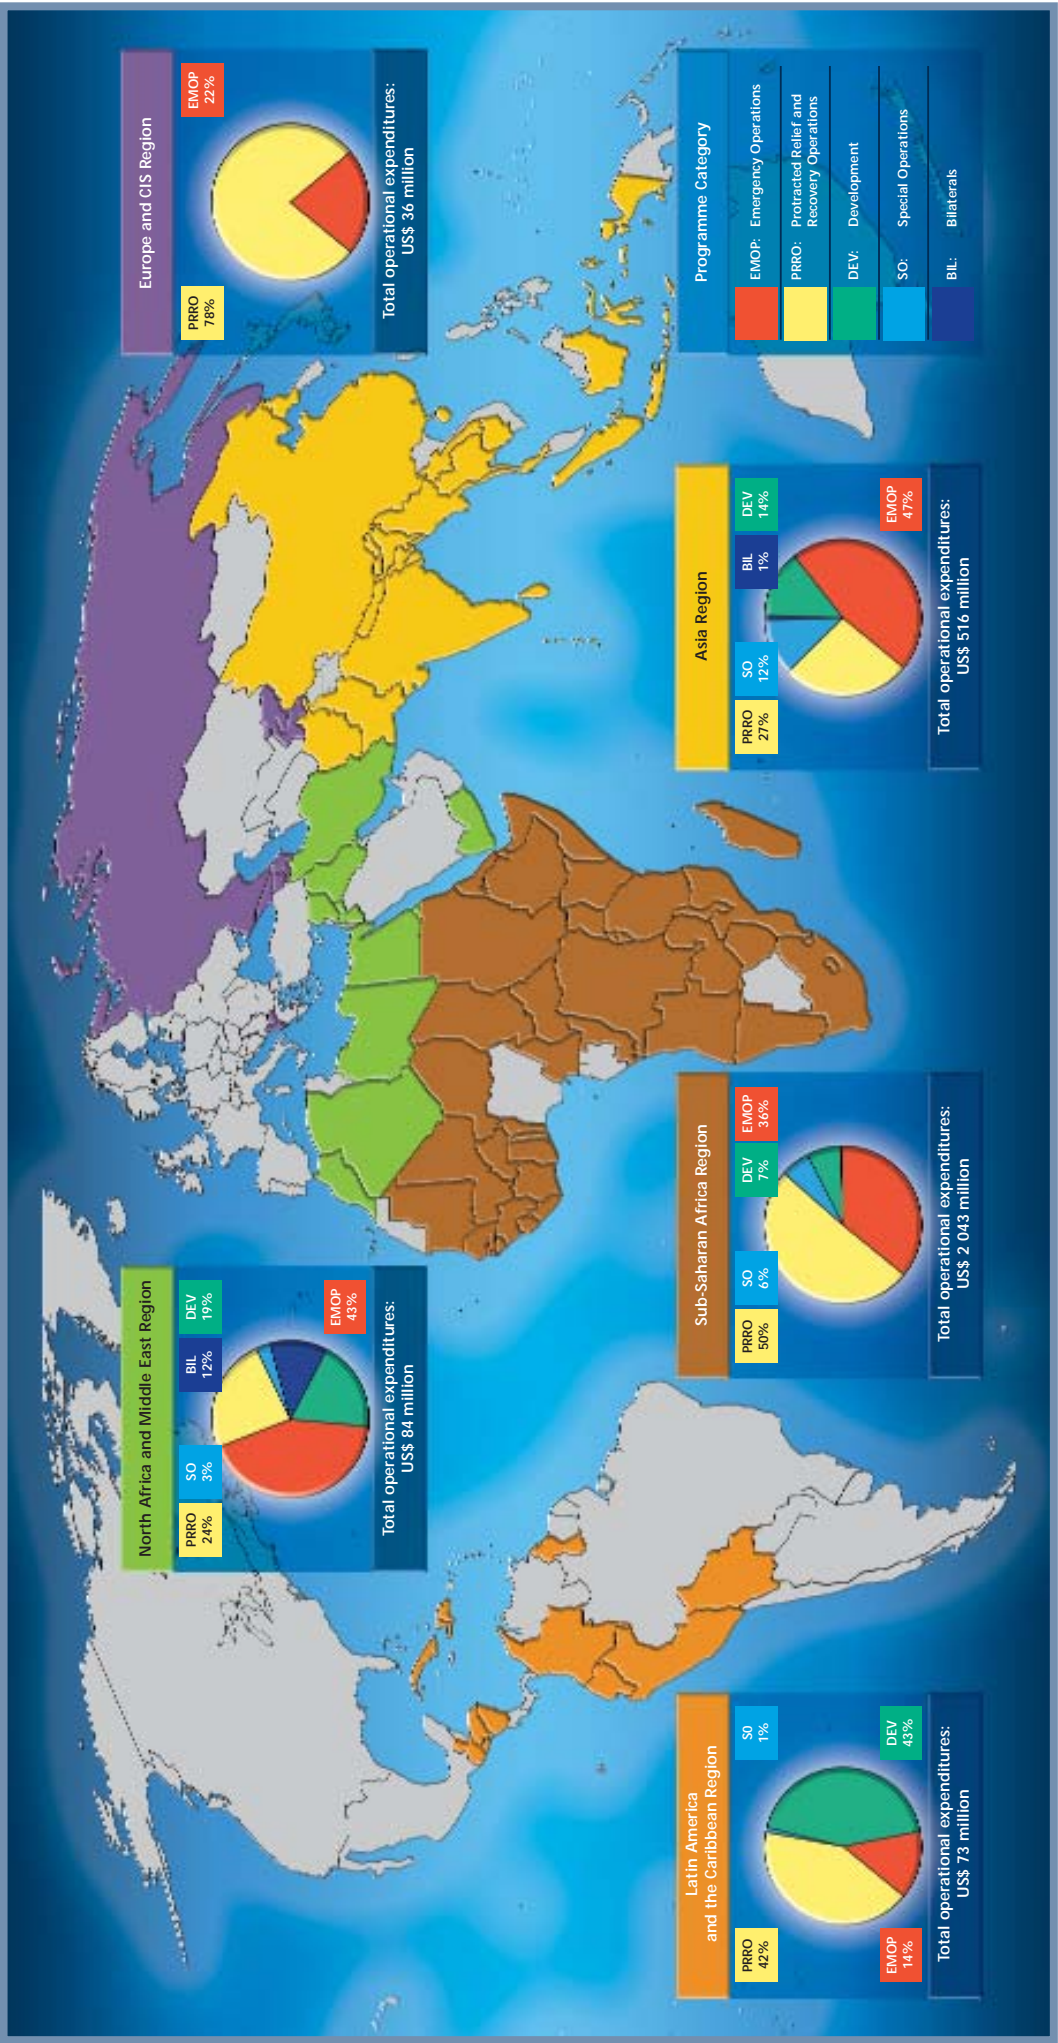 North Africa and Middle East Region
PRRO
24%
SO
3%
BIL
12%
DEV
19%
EMOP
43%
Total operational expenditures:
US$ 84 million
Europe and CIS Region
PRRO
78%
EMOP
22%
Total operational expenditures:
US$ 36 million
Latin America
and the Caribbean Region
PRRO
42%
S0
1%
EMOP
14%
DEV
43%
Total operational expenditures:
US$ 73 million
Sub-Saharan Africa Region
PRRO
50%
SO
6%
DEV
7%
EMOP
36%
Total operational expenditures:
US$ 2 043 million
Asia Region
PRRO
27%
SO
12%
BIL
1%
DEV
14%
EMOP
47%
Total operational expenditures:
US$ 516 million
Programme Category
EMOP: Emergency Operations
PRRO: Protracted Relief and
Recovery Operations
DEV: Development
SO: Special Operations
BIL: Bilaterals